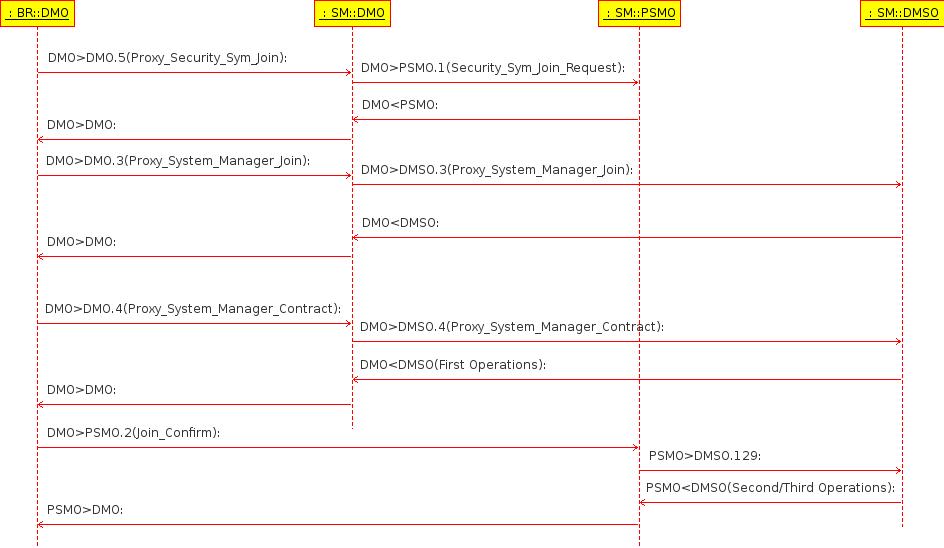 : BR::DMO
: SM::DMO
: SM::PSMO
: SM::DMSO
DMO>DMO.5(Proxy_Security_Sym_Join):
DMO>PSMO.1(Security_Sym_Join_Request):
DMO<PSMO:
DMO>DMO:
DMO>DMO.3(Proxy_System_Manager_Join):
DMO>DMSO.3(Proxy_System_Manager_Join):
DMO<DMSO:
DMO>DMO:
DMO>DMO.4(Proxy_System_Manager_Contract):
DMO>DMSO.4(Proxy_System_Manager_Contract):
DMO<DMSO(First Operations):
DMO>DMO:
DMO>PSMO.2(Join_Confirm):
PSMO>DMSO.129:
PSMO<DMSO(Second/Third Operations):
PSMO>DMO: